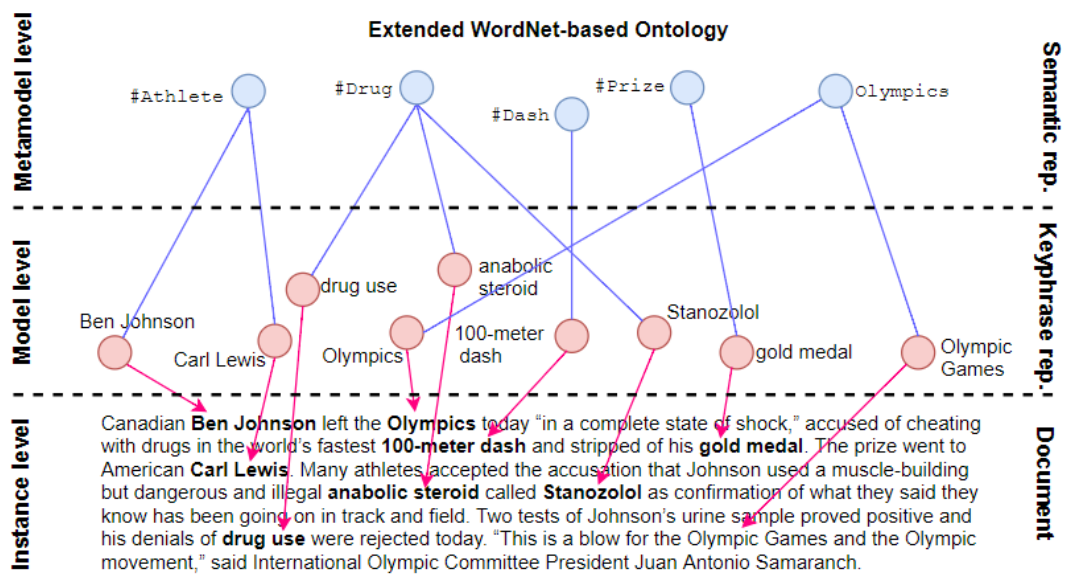 Extended WordNet-based Ontology
Metamodel level
Semantic rep.
#Athlete
#Drug
#Dash
#Prize
Olympics
Model level
Keyphrase rep.
Ben Johnson
Carl Lewis
drug use
Olympics
anabolic
steroid
100-meter
dash
Stanozolol
gold medal
Olympic
Games
Instance level
Document
Canadian Ben Johnson left the Olympics today “in a complete state of shock,” accused of cheating
with drugs in the world’s fastest 100-meter dash and stripped of his gold medal. The prize went to
American Carl Lewis. Many athletes accepted the accusation that Johnson used a muscle-building
but dangerous and illegal anabolic steroid called Stanozolol as confirmation of what they said they
know has been going on in track and field. Two tests of Johnson’s urine sample proved positive and
his denials of drug use were rejected today. “This is a blow for the Olympic Games and the Olympic
movement,” said International Olympic Committee President Juan Antonio Samaranch.